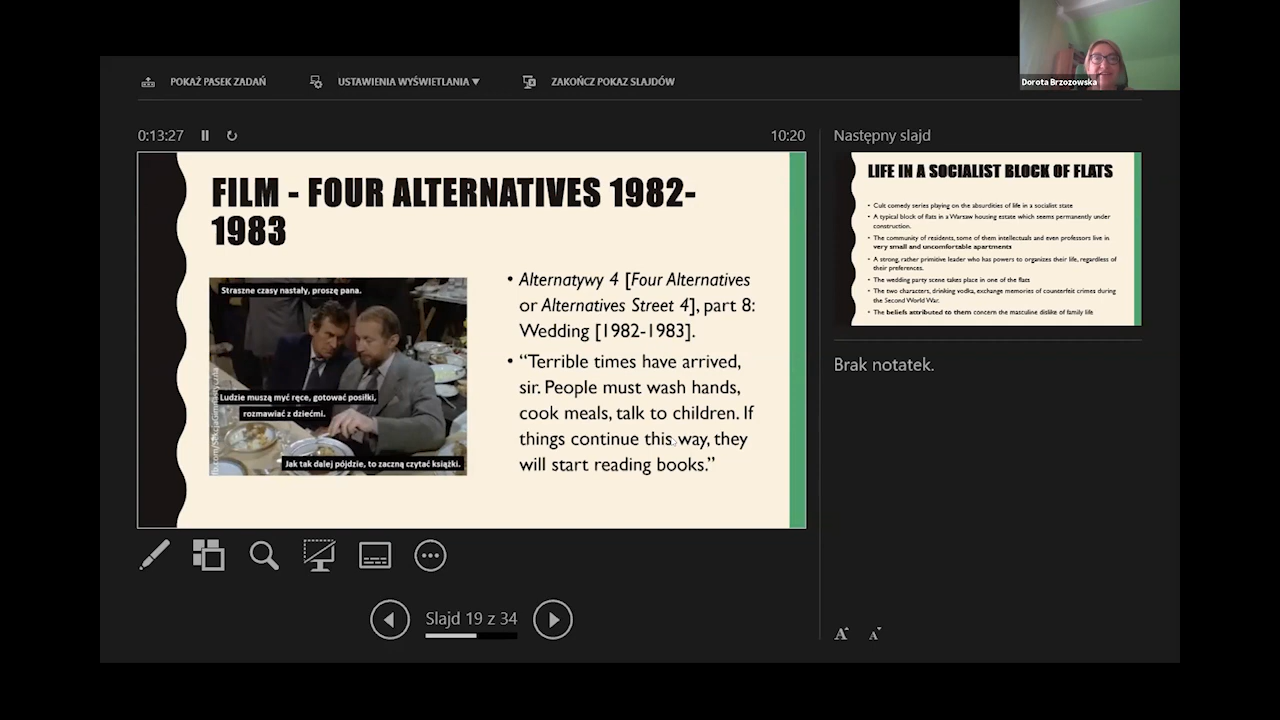 Dorota Brzozowska
POKAŻ PASEK ZADAŃ
USTAWIENIA WYŚWIETLANIA ▼
ZAKOŃCZ POKAZ SLAJDÓW
0:13:27
10:20
FILM - FOUR ALTERNATIVES 1982-
1983
Straszne czasy nastały, proszę pana.
Ludzie muszą myć ręce, gotować posiłki,
rozmawiać z dziećmi.
Jak tak dalej pójdzie, to zaczną czytać książki.
• Alternatywy 4 [Four Alternatives
or Alternatives Street 4], part 8:
Wedding [1982-1983].
• “Terrible times have arrived,
sir. People must wash hands,
cook meals, talk to children. If
things continue this way, they
will start reading books.”
Slajd 19 z 34
Następny slajd
LIFE IN A SOCIALIST BLOCK OF FLATS
• Cult comedy series playing on the absurdities of life in a socialist state
• A typical block of flats in a Warsaw housing estate which seems permanently under
construction.
• The community of residents, some of them intellectuals and even professors live in
very small and uncomfortable apartments
• A strong, rather primitive leader who has powers to organizes their life, regardless of
their preferences.
• The wedding party scene takes place in one of the flats
• The two characters, drinking vodka, exchange memories of counterfeit crimes during
the Second World War.
• The beliefs attributed to them concern the masculine dislike of family life
Brak notatek.
A A